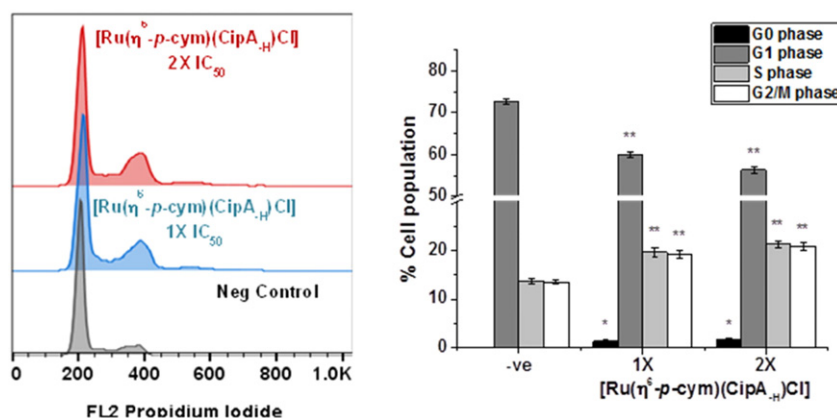 [Ru(η⁶-p-cym)(CipA₋H)Cl]
2X IC₅₀
[Ru(η⁶-p-cym)(CipA₋H)Cl]
1X IC₅₀
Neg Control
0 200 400 600 800 1.0K
FL2 Propidium Iodide
G0 phase
G1 phase
S phase
G2/M phase
% Cell population
80
70
60
50
20
10
0
**
**
** **
** **
*
*
-ve 1X 2X
[Ru(η⁶-p-cym)(CipA₋H)Cl]